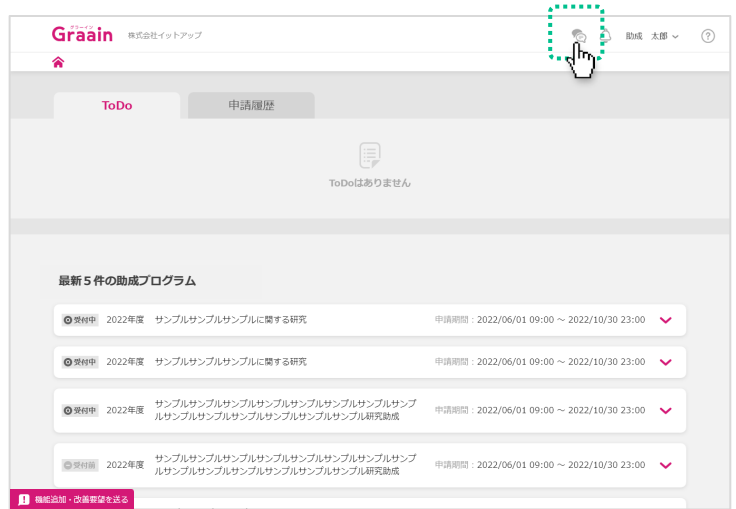 グラーイン
Graain
株式会社イットアップ
助成 太郎
?
ToDo
申請履歴
ToDoはありません
最新５件の助成プログラム
受付中 2022年度 サンプルサンプルサンプルに関する研究 申請期間：2022/06/01 09:00 ～ 2022/10/30 23:00
受付中 2022年度 サンプルサンプルサンプルに関する研究 申請期間：2022/06/01 09:00 ～ 2022/10/30 23:00
受付中 2022年度 サンプルサンプルサンプルサンプルサンプルサンプルサンプルサンプ
ルサンプルサンプルサンプルサンプルサンプルサンプル研究助成 申請期間：2022/06/01 09:00 ～ 2022/10/30 23:00
受付前 2022年度 サンプルサンプルサンプルサンプルサンプルサンプルサンプルサンプ
ルサンプルサンプルサンプルサンプルサンプルサンプル研究助成 申請期間：2022/06/01 09:00 ～ 2022/10/30 23:00
機能追加・改善要望を送る